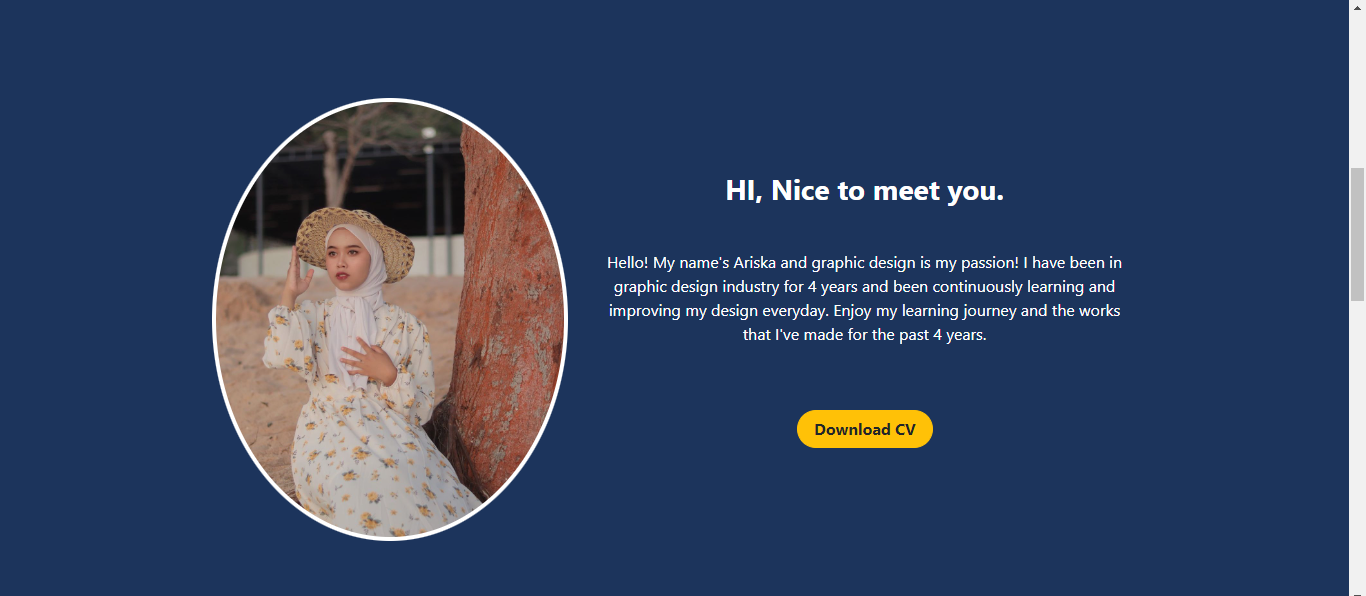 HI, Nice to meet you.
Hello! My name's Ariska and graphic design is my passion! I have been in
graphic design industry for 4 years and been continuously learning and
improving my design everyday. Enjoy my learning journey and the works
that I've made for the past 4 years.
Download CV